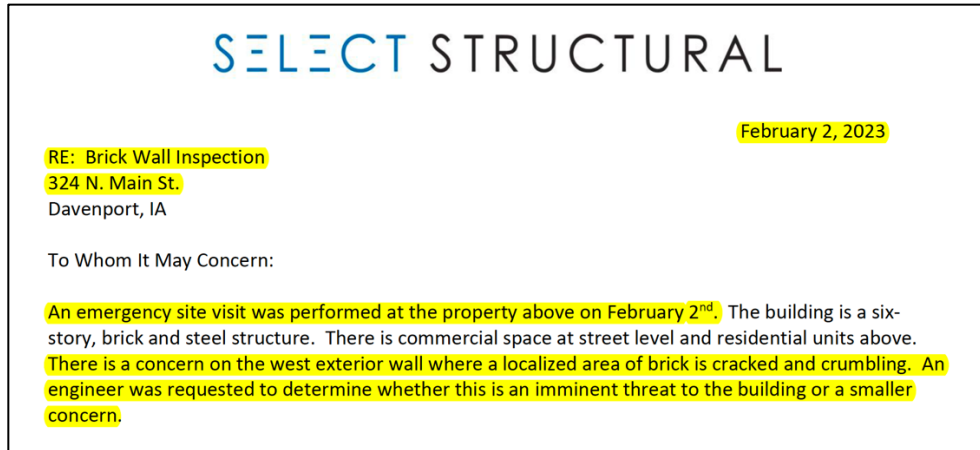 SELECT STRUCTURAL
February 2, 2023
RE: Brick Wall Inspection
324 N. Main St.
Davenport, IA
To Whom It May Concern:
An emergency site visit was performed at the property above on February 2nd. The building is a six-
story, brick and steel structure. There is commercial space at street level and residential units above.
There is a concern on the west exterior wall where a localized area of brick is cracked and crumbling. An
engineer was requested to determine whether this is an imminent threat to the building or a smaller
concern.